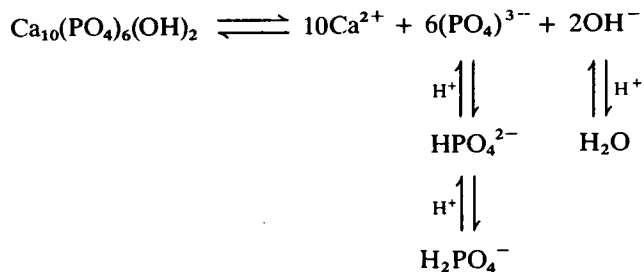 Ca₁₀(PO₄)₆(OH)₂ ⇌ 10Ca²⁺ + 6(PO₄)³⁻ + 2OH⁻
H⁺ ⇌ ⇌ H⁺
HPO₄²⁻ H₂O
H⁺ ⇌
H₂PO₄⁻